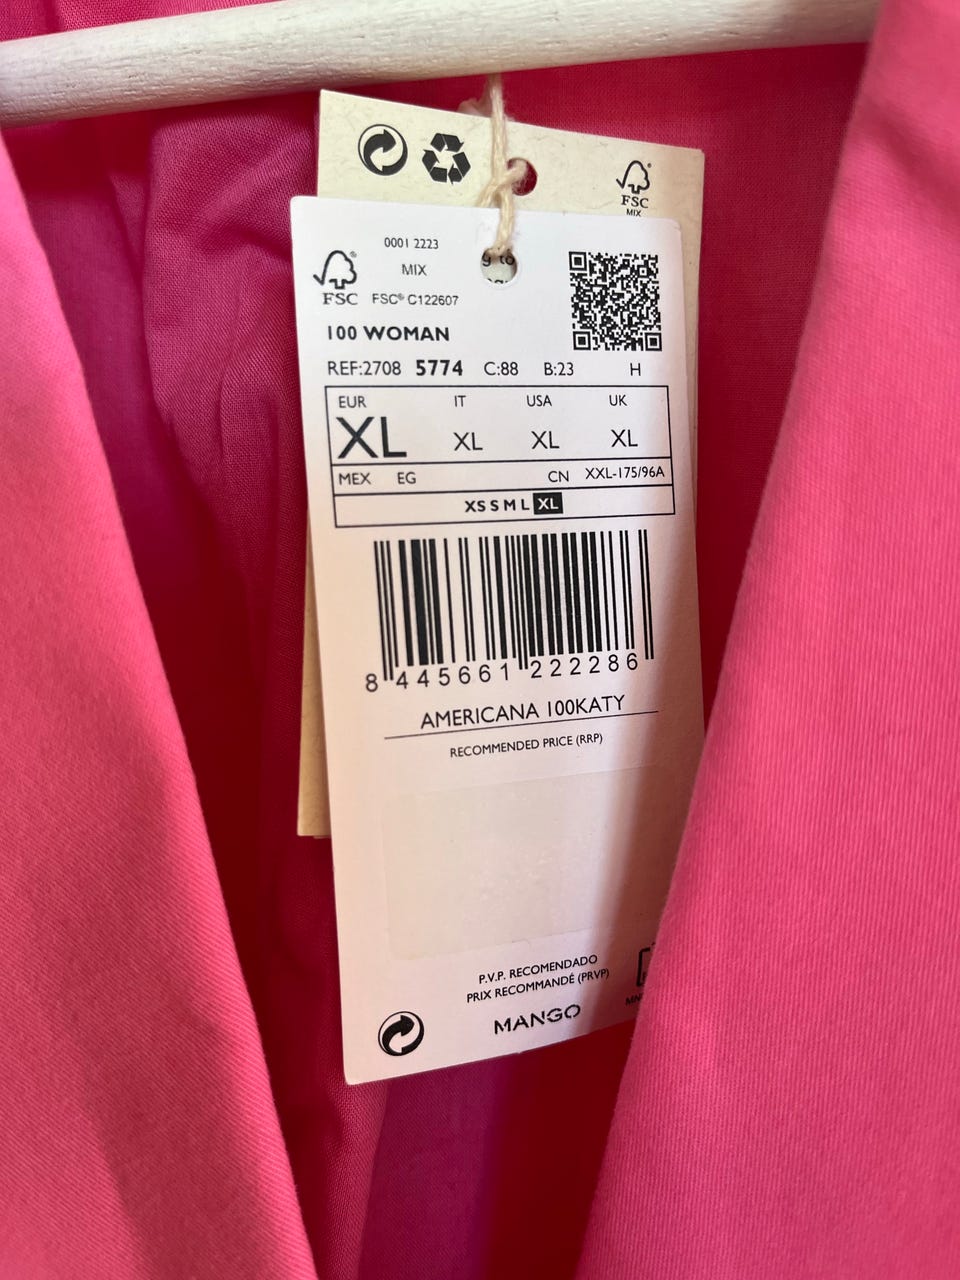 FSC
MIX
0001 2223
MIX
FSC
FSC® C122607
g to
100 WOMAN
REF:2708 5774 C:88 B:23 H
EUR IT USA UK
XL XL XL XL
MEX EG CN XXL-175/96A
XS S M L XL
8 445661 222286
AMERICANA 100KATY
RECOMMENDED PRICE (RRP)
P.V.P. RECOMENDADO
PRIX RECOMMANDÉ (PRVP)
MANGO